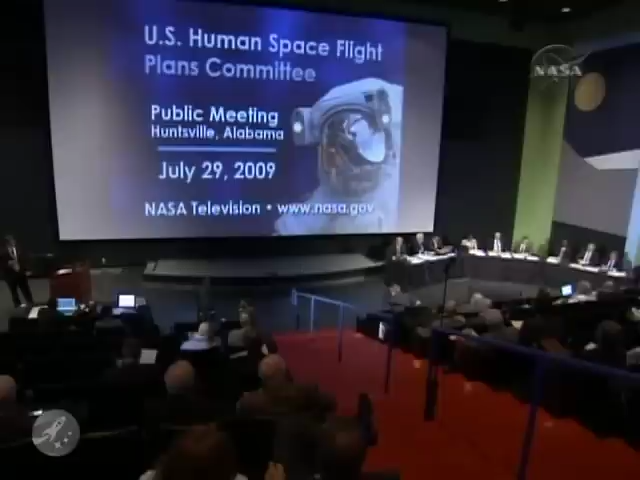 U.S. Human Space Flight
Plans Committee
Public Meeting
Huntsville, Alabama
July 29, 2009
NASA Television • www.nasa.gov
NASA